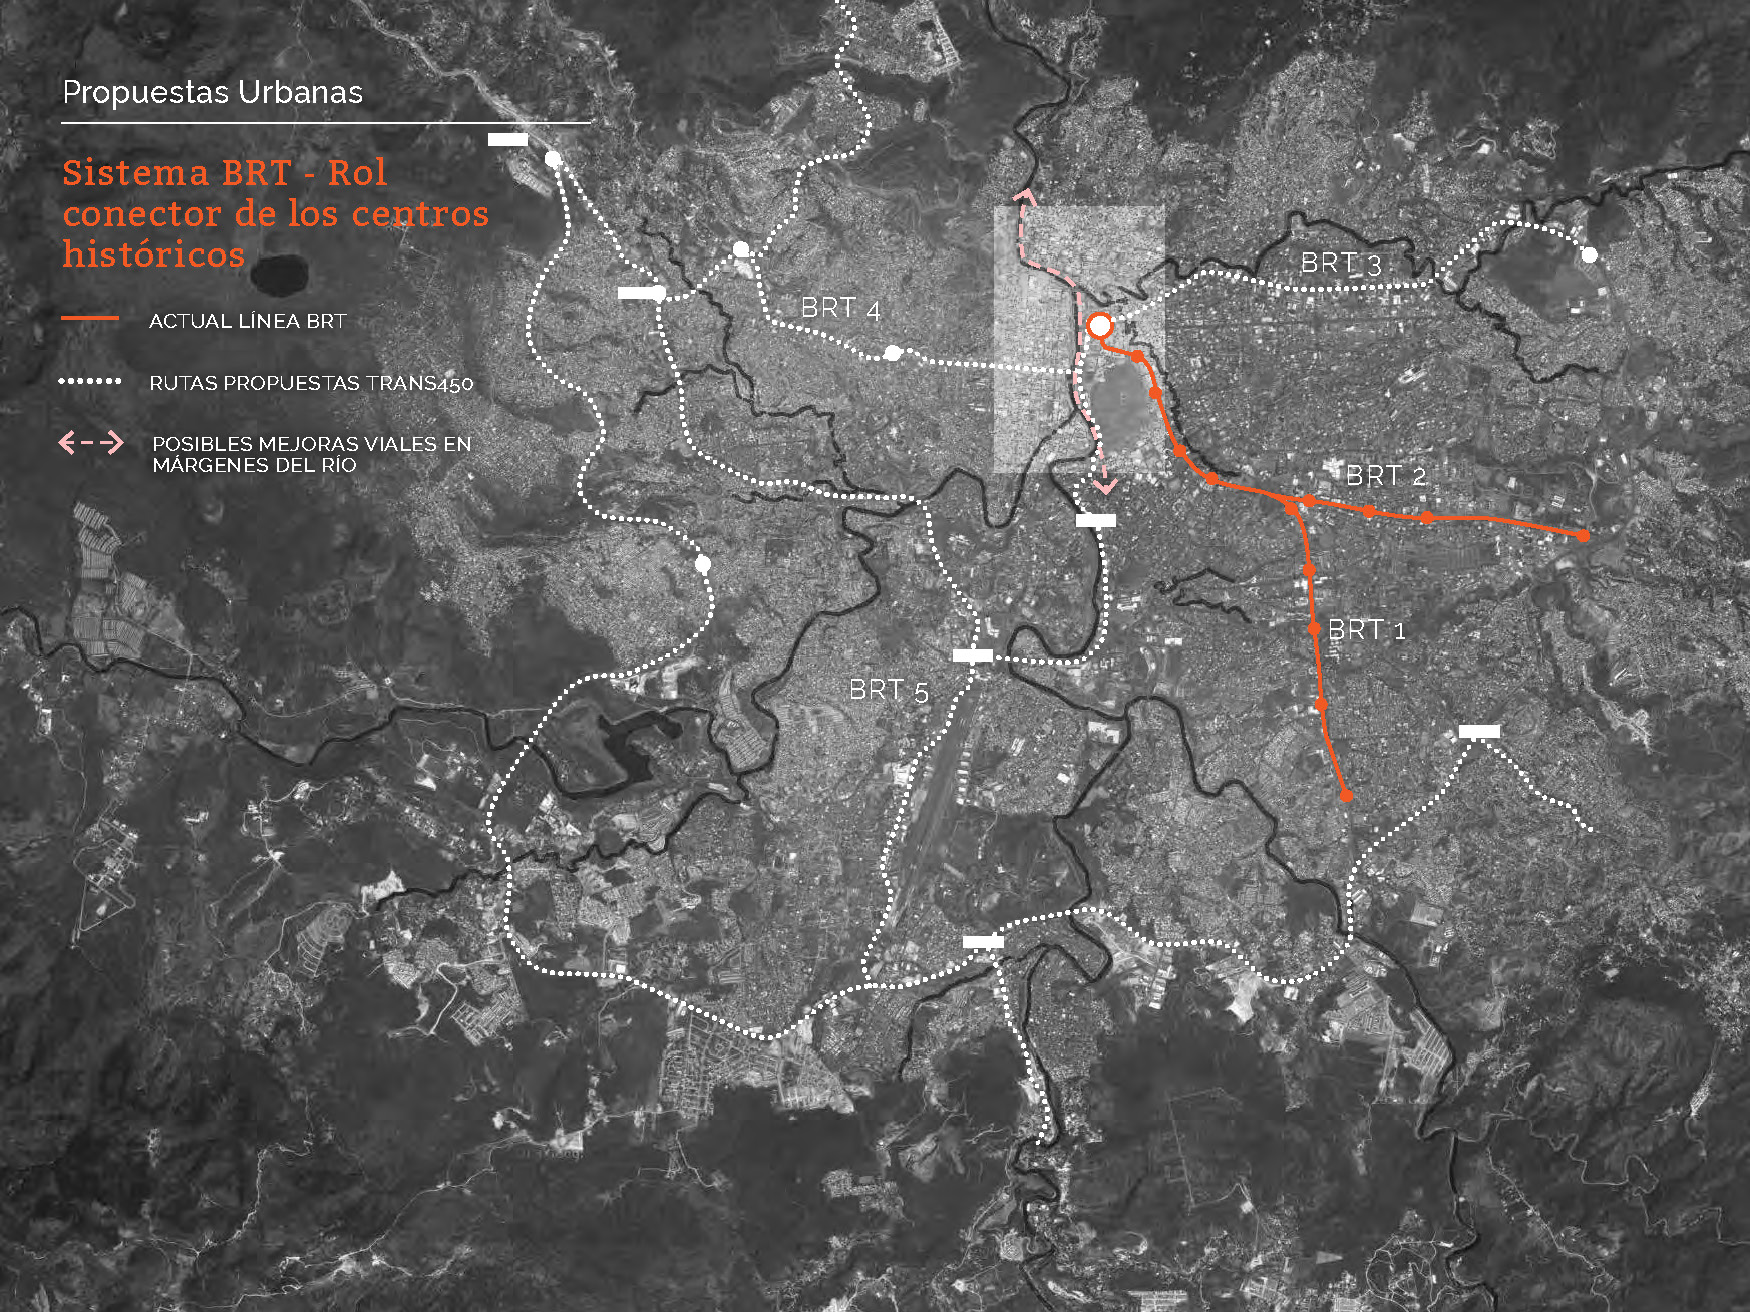 Propuestas Urbanas
Sistema BRT - Rol
conector de los centros
históricos
ACTUAL LÍNEA BRT
RUTAS PROPUESTAS TRANS450
POSIBLES MEJORAS VIALES EN
MÁRGENES DEL RÍO
BRT 3
BRT 4
BRT 2
BRT 1
BRT 5